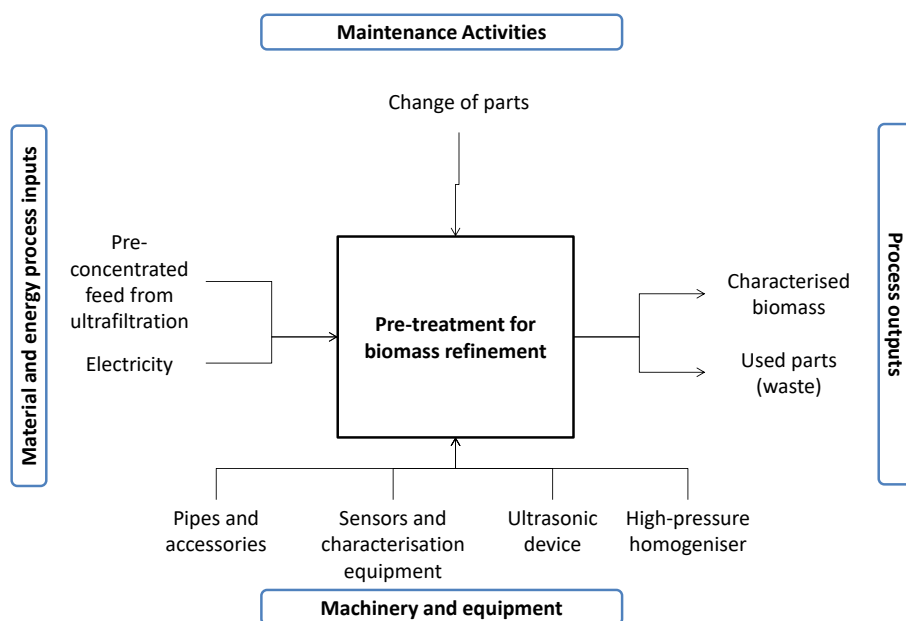 Maintenance Activities
Change of parts
Material and energy process inputs
Pre-
concentrated
feed from
ultrafiltration
Electricity
Pre-treatment for
biomass refinement
Characterised
biomass
Used parts
(waste)
Process outputs
Pipes and
accessories
Sensors and
characterisation
equipment
Ultrasonic
device
High-pressure
homogeniser
Machinery and equipment